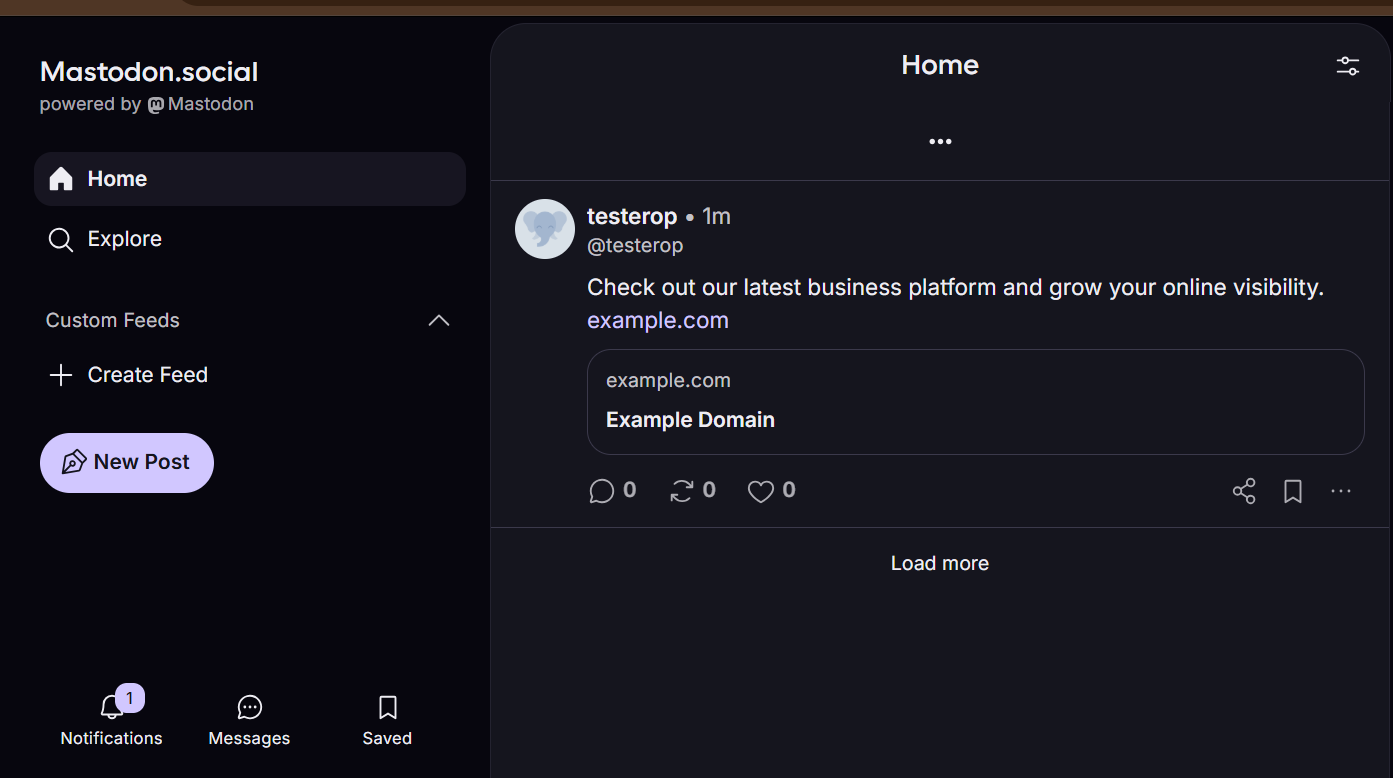 Mastodon.social
powered by Mastodon
Home
Explore
Custom Feeds
Create Feed
New Post
1
Notifications
Messages
Saved
Home
•••
testerop • 1m
@testerop
Check out our latest business platform and grow your online visibility.
example.com
example.com
Example Domain
0 0 0
Load more